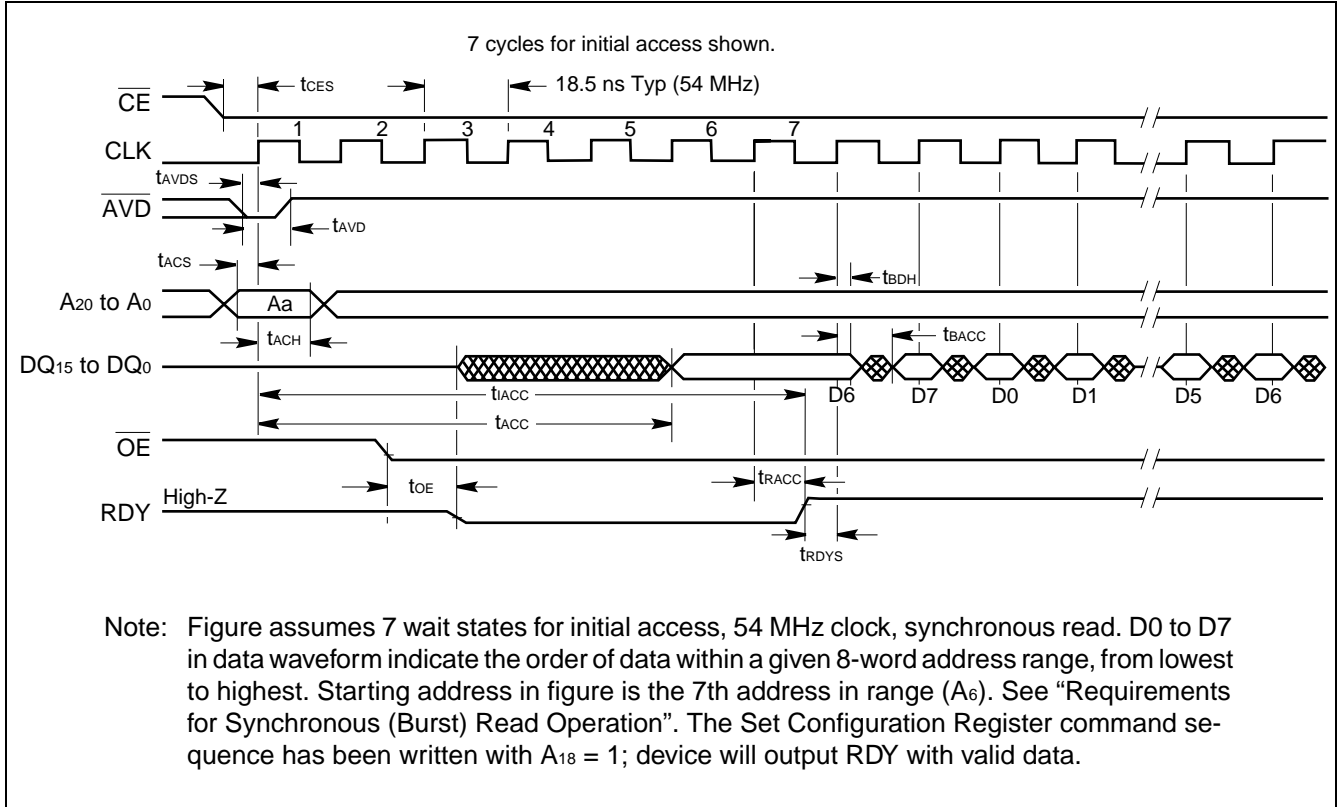 7 cycles for initial access shown.
tCES
18.5 ns Typ (54 MHz)
CE
1 2 3 4 5 6 7
CLK
tAVDS
AVD
tAVD
tACS
tBDH
A20 to A0
Aa
tACH
tBACC
DQ15 to DQ0
tIACC
D6 D7 D0 D1 D5 D6
tACC
OE
tOE
tRACC
High-Z
RDY
tRDYS
Note: Figure assumes 7 wait states for initial access, 54 MHz clock, synchronous read. D0 to D7
in data waveform indicate the order of data within a given 8-word address range, from lowest
to highest. Starting address in figure is the 7th address in range (A6). See “Requirements
for Synchronous (Burst) Read Operation”. The Set Configuration Register command se-
quence has been written with A18 = 1; device will output RDY with valid data.